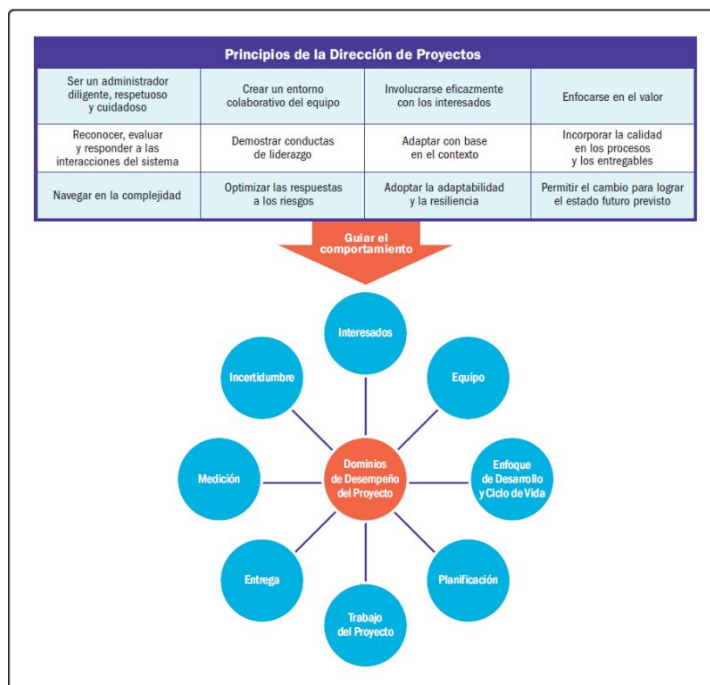 Principios de la Dirección de Proyectos
Ser un administrador
diligente, respetuoso
y cuidadoso
Crear un entorno
colaborativo del equipo
Involucrarse eficazmente
con los interesados
Enfocarse en el valor
Reconocer, evaluar
y responder a las
interacciones del sistema
Demostrar conductas
de liderazgo
Adaptar con base
en el contexto
Incorporar la calidad
en los procesos
y los entregables
Navegar en la complejidad
Optimizar las respuestas
a los riesgos
Adoptar la adaptabilidad
y la resiliencia
Permitir el cambio para lograr
el estado futuro previsto
Guiar el
comportamiento
Interesados
Incertidumbre
Equipo
Medición
Dominios
de Desempeño
del Proyecto
Enfoque
de Desarrollo
y Ciclo de Vida
Entrega
Planificación
Trabajo
del Proyecto